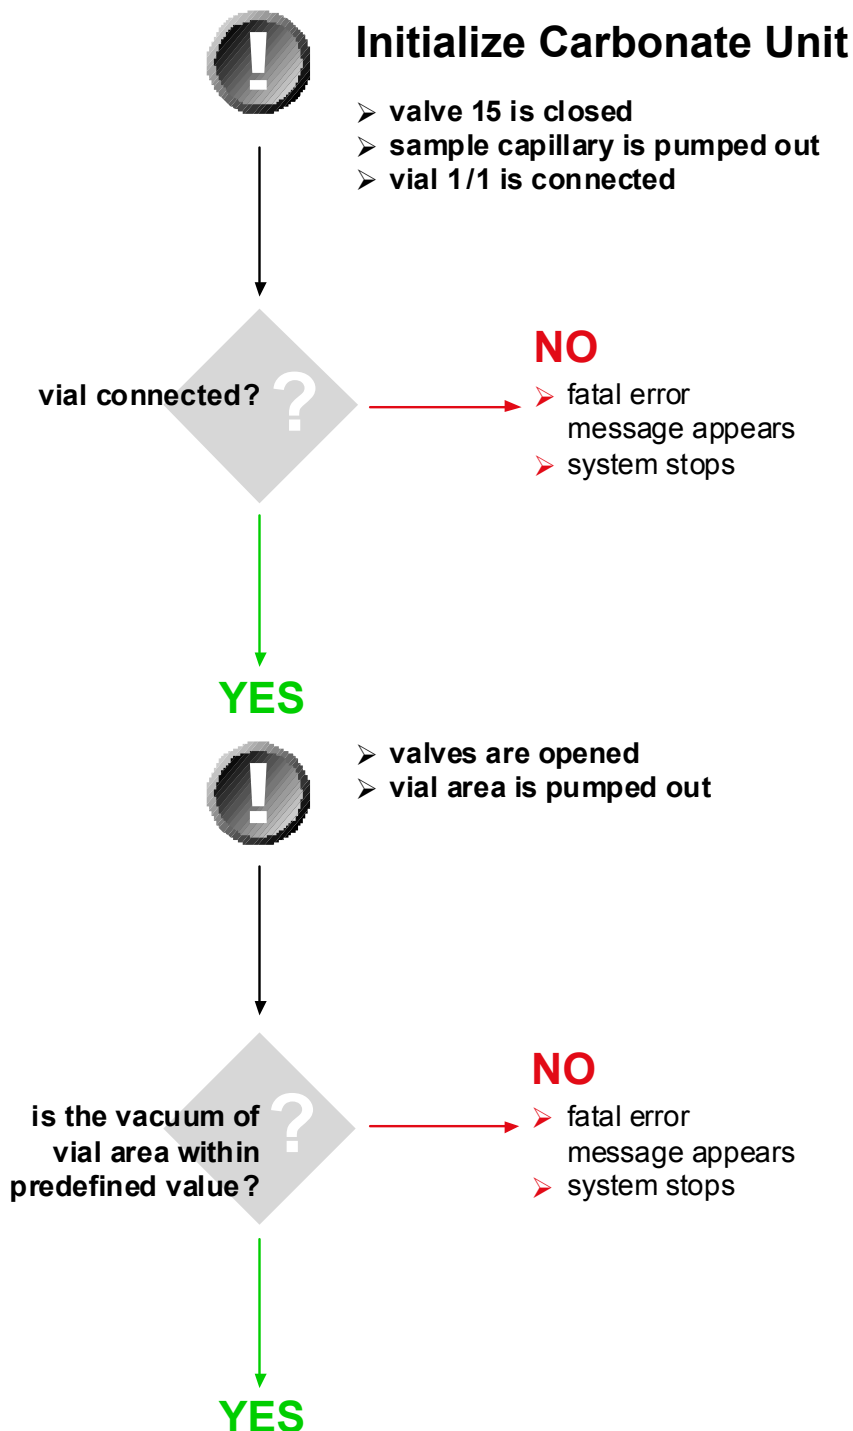 !
Initialize Carbonate Unit
➢ valve 15 is closed
➢ sample capillary is pumped out
➢ vial 1/1 is connected
vial connected?
?
NO
➢ fatal error
message appears
➢ system stops
YES
!
➢ valves are opened
➢ vial area is pumped out
is the vacuum of
vial area within
predefined value?
?
NO
➢ fatal error
message appears
➢ system stops
YES